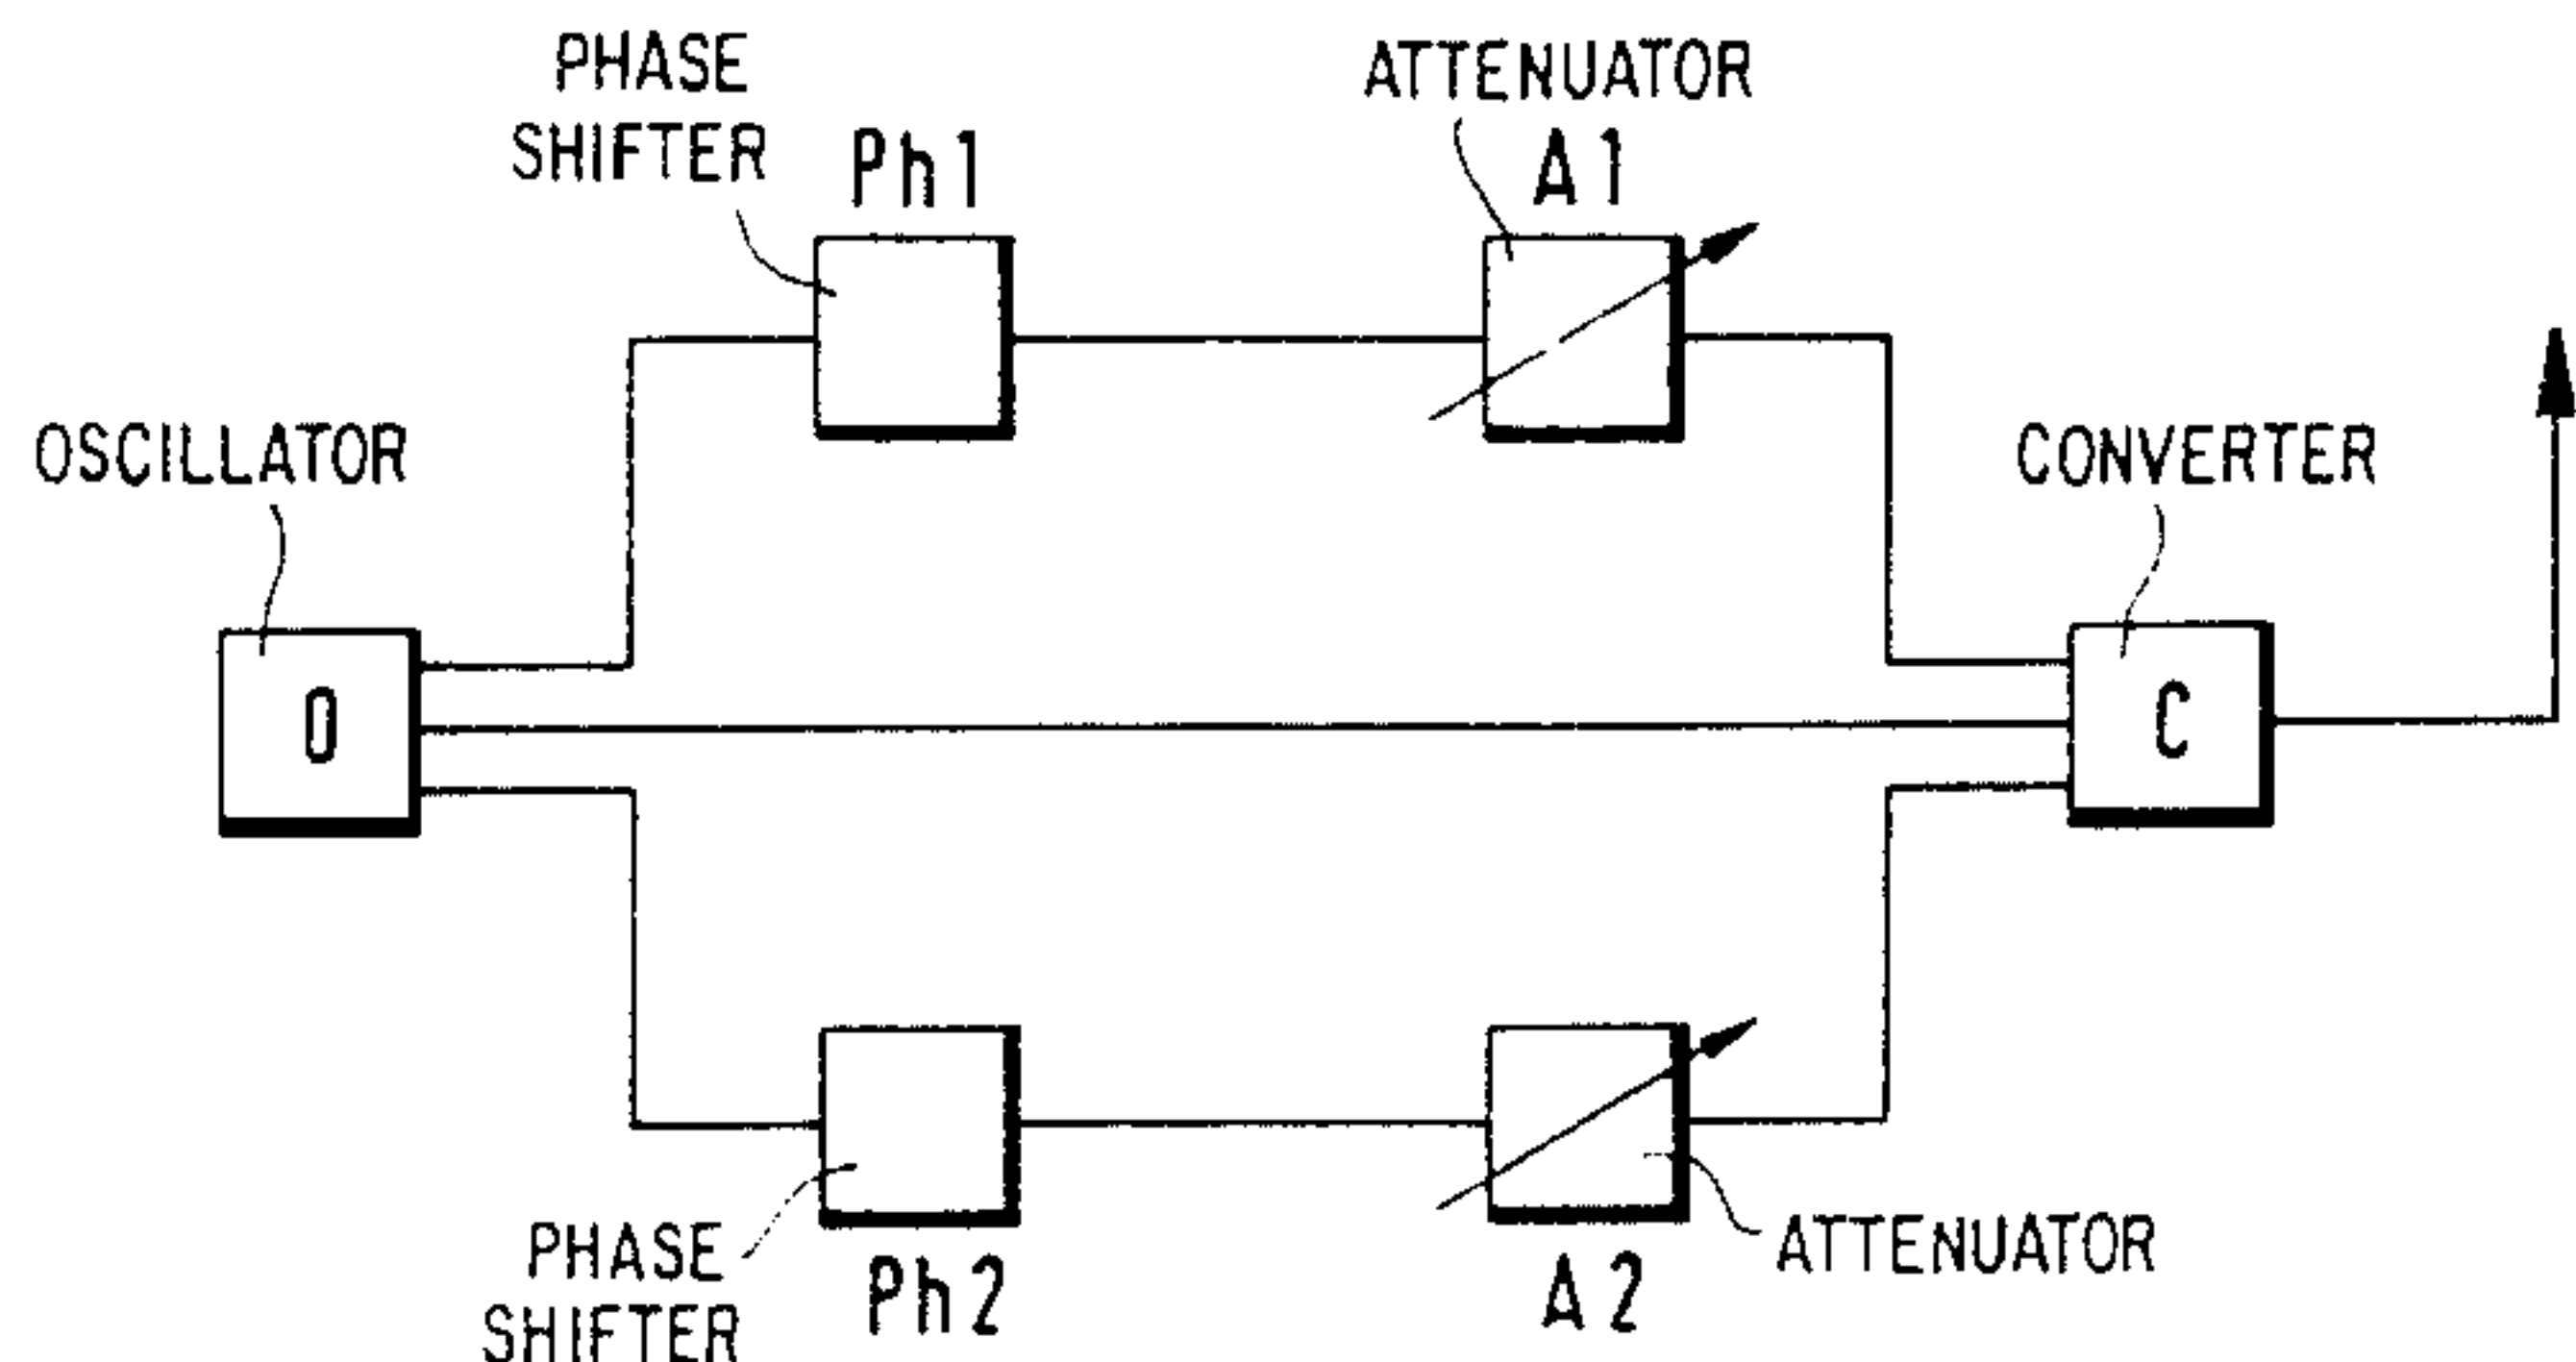 PHASE
SHIFTER
Ph1
ATTENUATOR
A1
OSCILLATOR
CONVERTER
O
C
PHASE
SHIFTER
Ph2
A2
ATTENUATOR